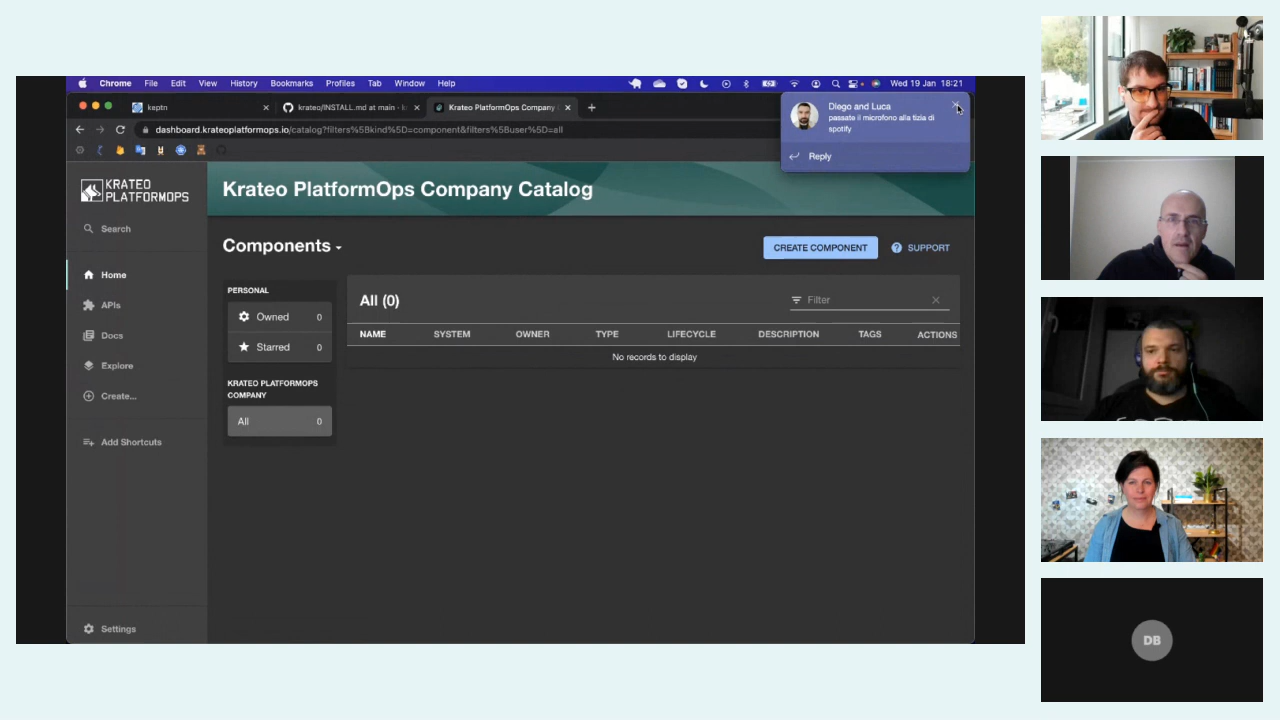 Chrome File Edit View History Bookmarks Profiles Tab Window Help Wed 19 Jan 18:21
keptn
krateo/INSTALL.md at main
Krateo PlatformOps Company
dashboard.krateoplatformops.io/catalog?filters%5Bkind%5D=component&filters%5Buser%5D=all
Diego and Luca
passate il microfono alla tizia di
spotify
Reply
KRATEO
PLATFORMOPS
Search
Home
APIs
Docs
Explore
Create...
Add Shortcuts
Settings
Krateo PlatformOps Company Catalog
Components
CREATE COMPONENT
SUPPORT
PERSONAL
Owned 0
Starred 0
KRATEO PLATFORMOPS
COMPANY
All 0
All (0)
Filter
NAME SYSTEM OWNER TYPE LIFECYCLE DESCRIPTION TAGS ACTIONS
No records to display
DB